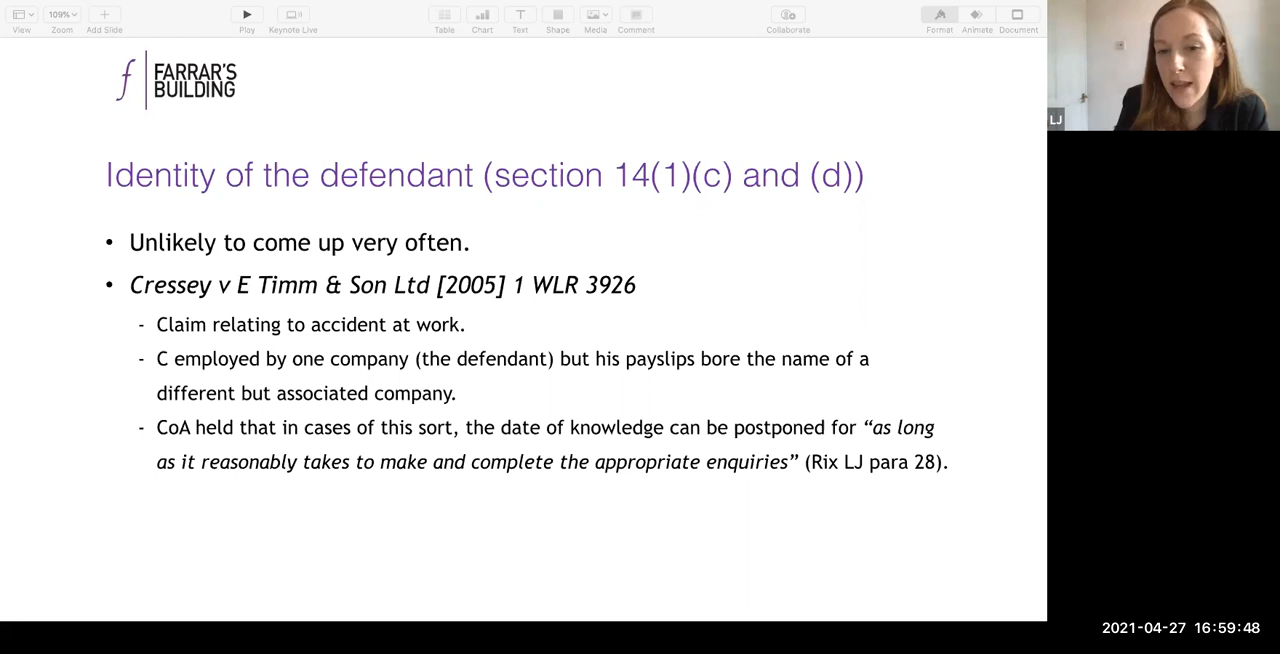 View
109%
Zoom
Add Slide
Play
Keynote Live
Table
Chart
Text
Shape
Media
Comment
Collaborate
Format
Animate
Document
f FARRAR'S
BUILDING
LJ
Identity of the defendant (section 14(1)(c) and (d))
• Unlikely to come up very often.
• Cressey v E Timm & Son Ltd [2005] 1 WLR 3926
- Claim relating to accident at work.
- C employed by one company (the defendant) but his payslips bore the name of a
different but associated company.
- CoA held that in cases of this sort, the date of knowledge can be postponed for “as long
as it reasonably takes to make and complete the appropriate enquiries” (Rix LJ para 28).
2021-04-27 16:59:48